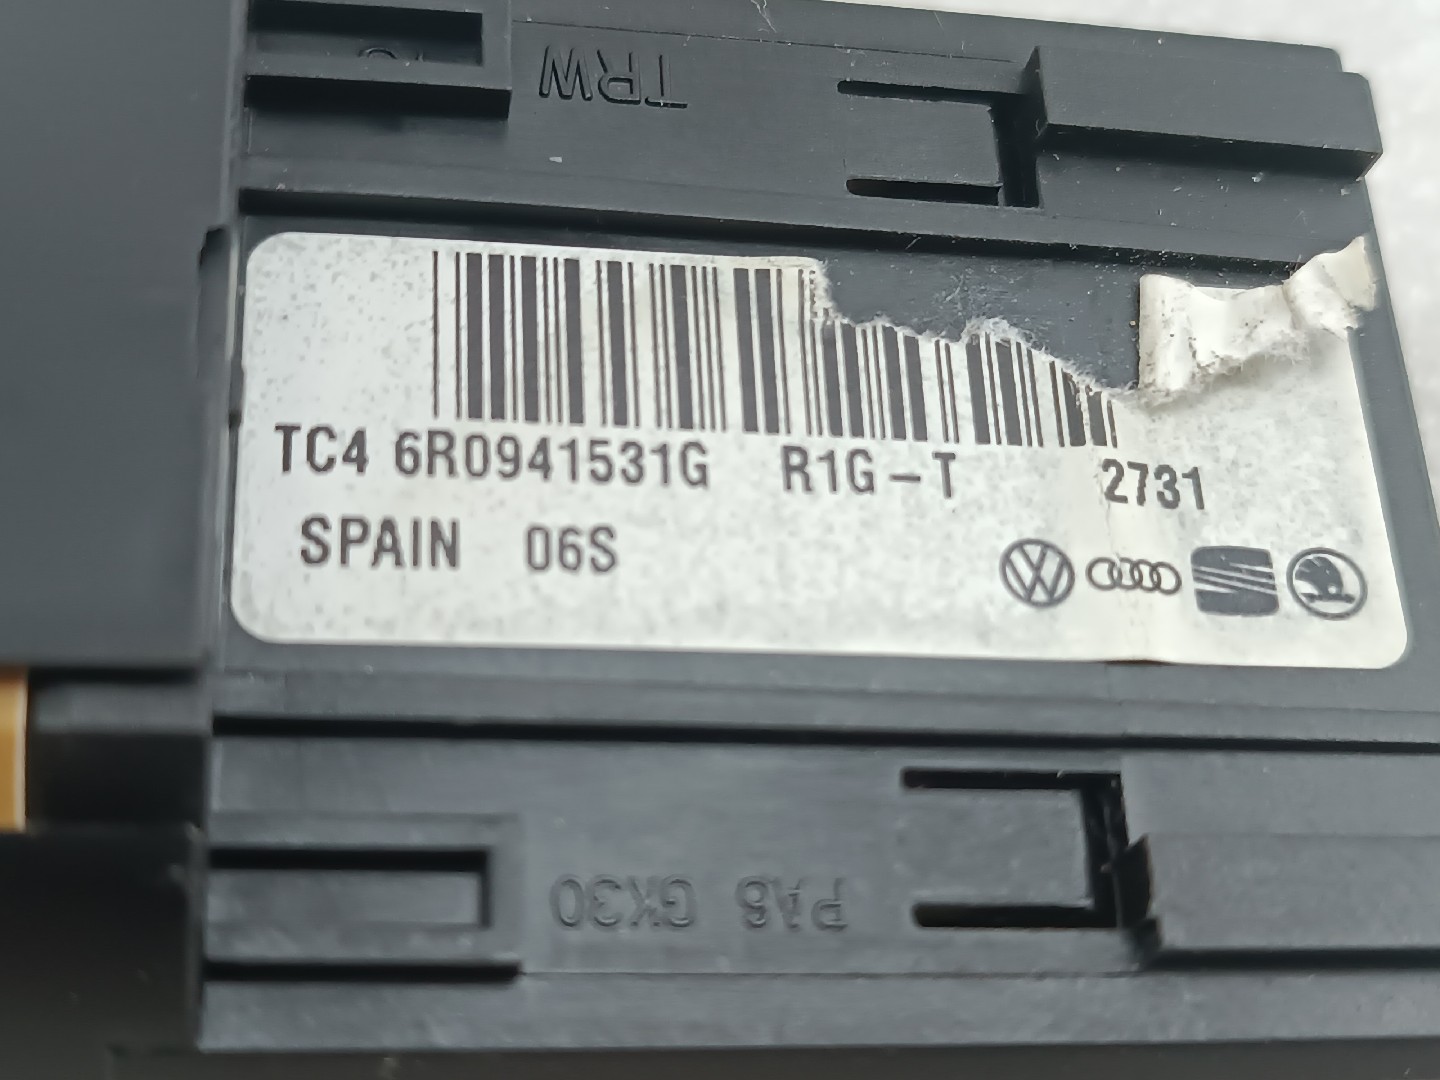 TRW
TC4 6R0941531G R1G-T 2731
SPAIN 06S
PA6 GK30